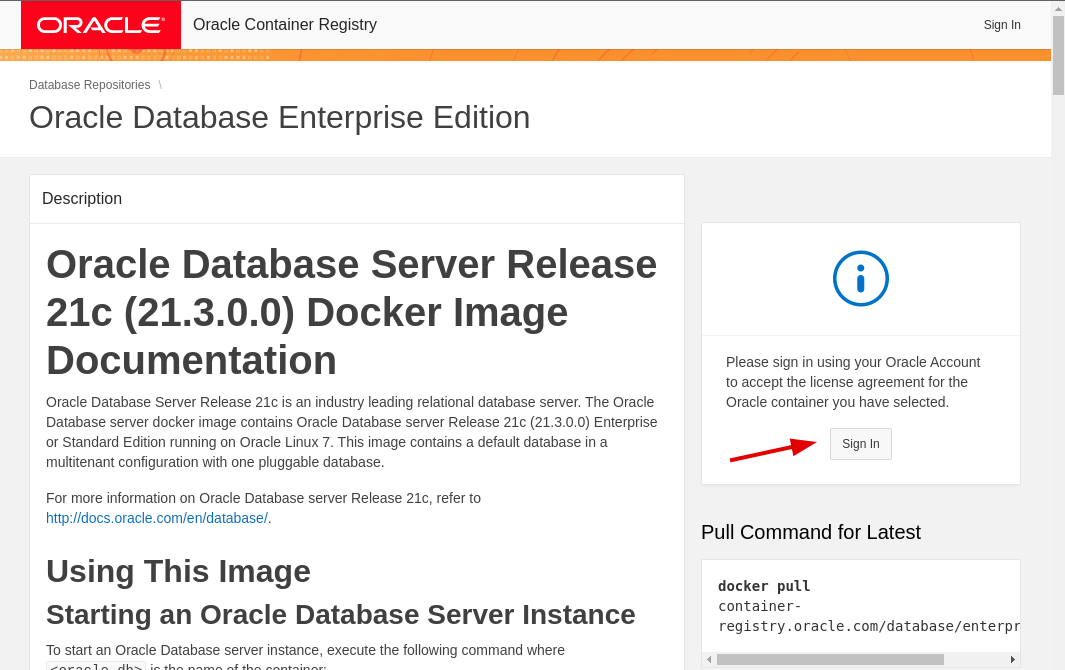 ORACLE
Oracle Container Registry
Sign In
Database Repositories \
Oracle Database Enterprise Edition
Description
Oracle Database Server Release
21c (21.3.0.0) Docker Image
Documentation
Oracle Database Server Release 21c is an industry leading relational database server. The Oracle
Database server docker image contains Oracle Database server Release 21c (21.3.0.0) Enterprise
or Standard Edition running on Oracle Linux 7. This image contains a default database in a
multitenant configuration with one pluggable database.
For more information on Oracle Database server Release 21c, refer to
http://docs.oracle.com/en/database/.
Using This Image
Starting an Oracle Database Server Instance
To start an Oracle Database server instance, execute the following command where
<oracle-db> is the name of the container:
Please sign in using your Oracle Account
to accept the license agreement for the
Oracle container you have selected.
Sign In
Pull Command for Latest
docker pull
container-
registry.oracle.com/database/enterpr